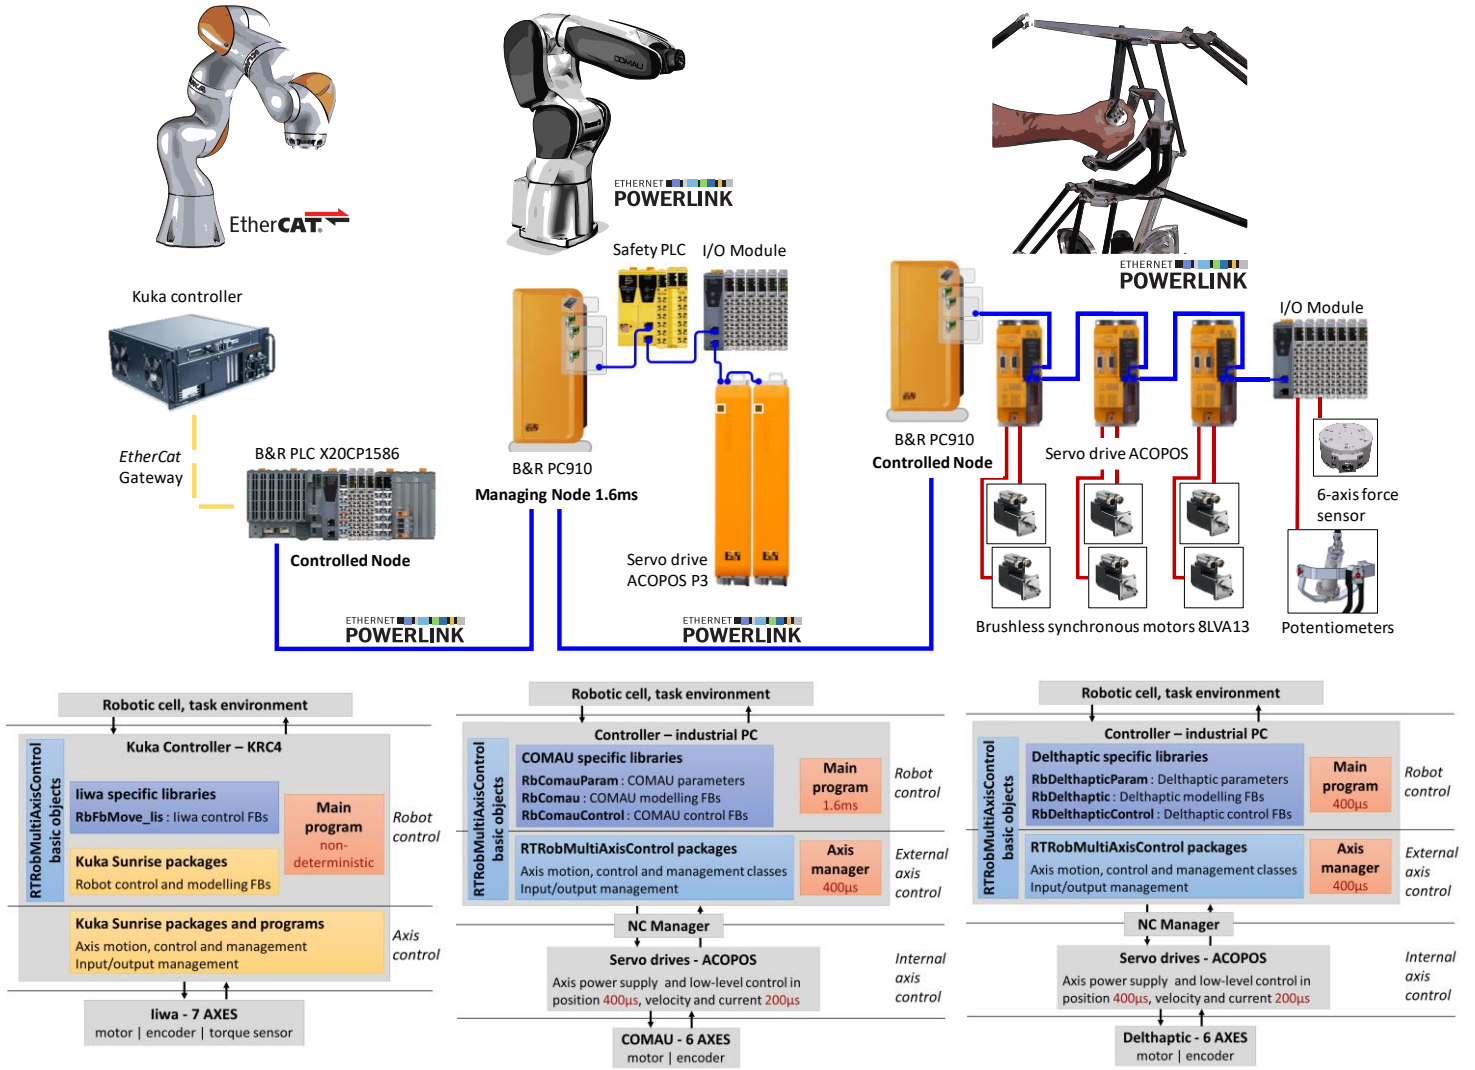 KUKA
EtherCAT®
COMAU
ETHERNET
POWERLINK
ETHERNET
POWERLINK
Kuka controller
EtherCat
Gateway
B&R PLC X20CP1586
Controlled Node
Safety PLC
I/O Module
B&R PC910
Managing Node 1.6ms
Servo drive
ACOPOS P3
B&R PC910
Controlled Node
Servo drive ACOPOS
I/O Module
6-axis force
sensor
Brushless synchronous motors 8LVA13
Potentiometers
ETHERNET
POWERLINK
ETHERNET
POWERLINK
Robotic cell, task environment
Kuka Controller – KRC4
RTRobMultiAxisControl
basic objects
Iiwa specific libraries
RbFbMove_lis : Iiwa control FBs
Kuka Sunrise packages
Robot control and modelling FBs
Main
program
non-
deterministic
Robot
control
Kuka Sunrise packages and programs
Axis motion, control and management
Input/output management
Axis
control
Iiwa - 7 AXES
motor | encoder | torque sensor
Robotic cell, task environment
Controller – industrial PC
RTRobMultiAxisControl
basic objects
COMAU specific libraries
RbComauParam : COMAU parameters
RbComau : COMAU modelling FBs
RbComauControl : COMAU control FBs
Main
program
1.6ms
Robot
control
RTRobMultiAxisControl packages
Axis motion, control and management classes
Input/output management
Axis
manager
400µs
External
axis
control
NC Manager
Servo drives - ACOPOS
Axis power supply and low-level control in
position 400µs, velocity and current 200µs
Internal
axis
control
COMAU - 6 AXES
motor | encoder
Robotic cell, task environment
Controller – industrial PC
RTRobMultiAxisControl
basic objects
Delthaptic specific libraries
RbDelthapticParam : Delthaptic parameters
RbDelthaptic : Delthaptic modelling FBs
RbDelthapticControl : Delthaptic control FBs
Main
program
400µs
Robot
control
RTRobMultiAxisControl packages
Axis motion, control and management classes
Input/output management
Axis
manager
400µs
External
axis
control
NC Manager
Servo drives - ACOPOS
Axis power supply and low-level control in
position 400µs, velocity and current 200µs
Internal
axis
control
Delthaptic - 6 AXES
motor | encoder